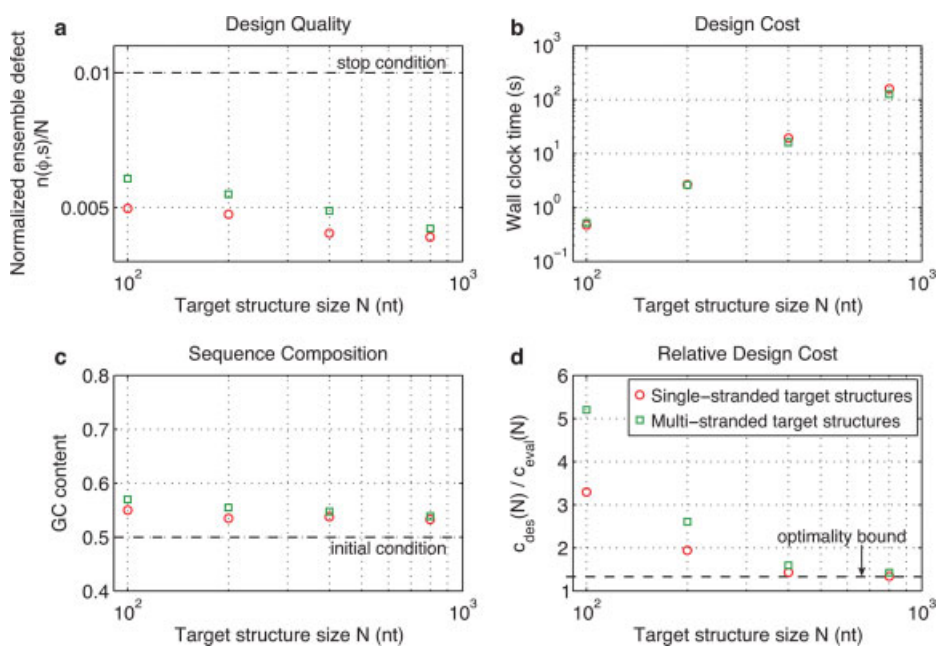 a Design Quality
Normalized ensemble defect
n(ϕ,s)/N
0.01
0.005
stop condition
10² 10³
Target structure size N (nt)
b Design Cost
Wall clock time (s)
10³
10²
10¹
10⁰
10⁻¹
10² 10³
Target structure size N (nt)
c Sequence Composition
GC content
0.8
0.7
0.6
0.5
0.4
initial condition
10² 10³
Target structure size N (nt)
d Relative Design Cost
c_des(N) / c_eval(N)
6
5
4
3
2
1
Single−stranded target structures
Multi−stranded target structures
optimality bound
10² 10³
Target structure size N (nt)